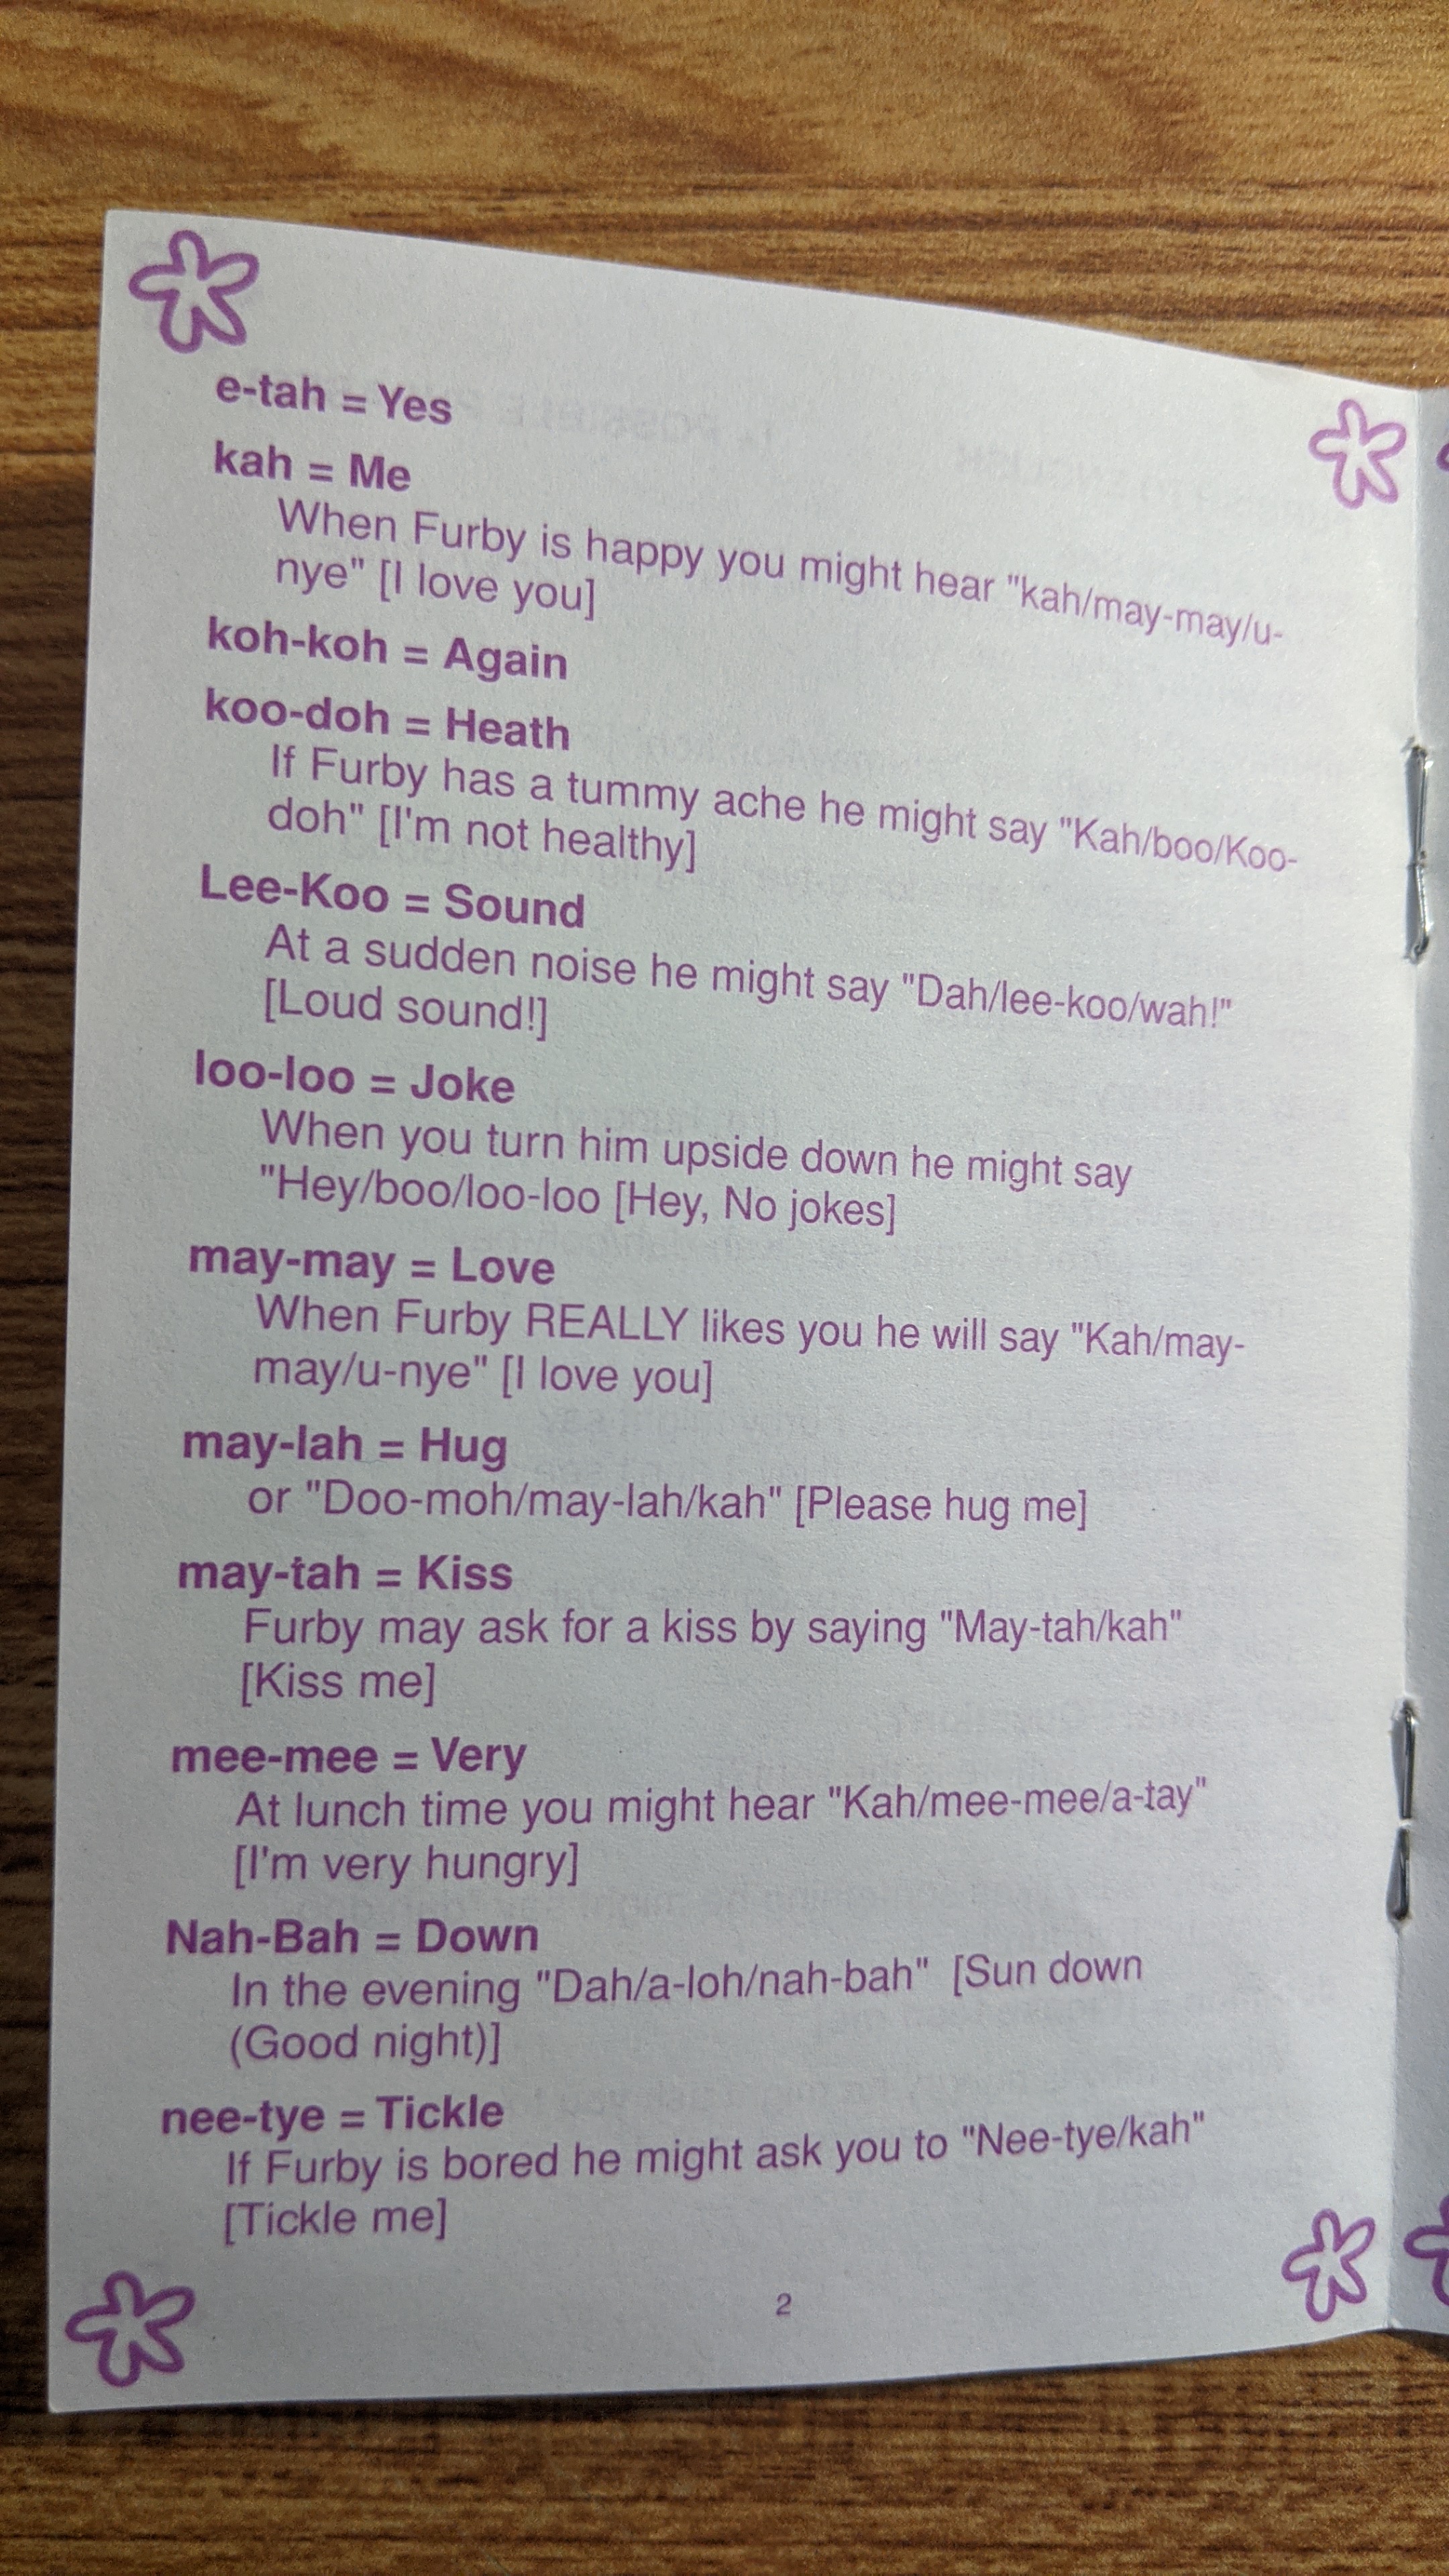 e-tah = Yes
kah = Me
When Furby is happy you might hear "kah/may-may/u-
nye" [I love you]
koh-koh = Again
koo-doh = Heath
If Furby has a tummy ache he might say "Kah/boo/Koo-
doh" [I'm not healthy]
Lee-Koo = Sound
At a sudden noise he might say "Dah/lee-koo/wah!"
[Loud sound!]
loo-loo = Joke
When you turn him upside down he might say
"Hey/boo/loo-loo [Hey, No jokes]
may-may = Love
When Furby REALLY likes you he will say "Kah/may-
may/u-nye" [I love you]
may-lah = Hug
or "Doo-moh/may-lah/kah" [Please hug me]
may-tah = Kiss
Furby may ask for a kiss by saying "May-tah/kah"
[Kiss me]
mee-mee = Very
At lunch time you might hear "Kah/mee-mee/a-tay"
[I'm very hungry]
Nah-Bah = Down
In the evening "Dah/a-loh/nah-bah" [Sun down
(Good night)]
nee-tye = Tickle
If Furby is bored he might ask you to "Nee-tye/kah"
[Tickle me]
2